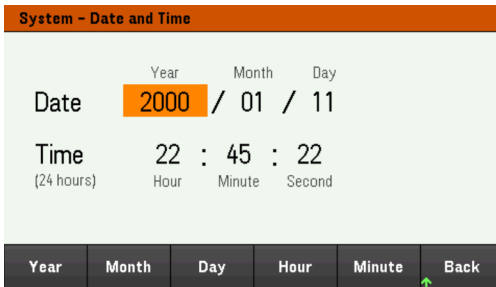 System - Date and Time
Year Month Day
Date 2000 / 01 / 11
Time 22 : 45 : 22
(24 hours) Hour Minute Second
Year Month Day Hour Minute Back